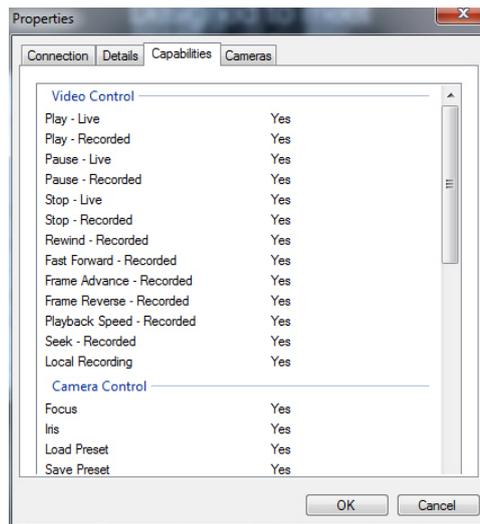 Properties
Connection Details Capabilities Cameras
Video Control
Play - Live Yes
Play - Recorded Yes
Pause - Live Yes
Pause - Recorded Yes
Stop - Live Yes
Stop - Recorded Yes
Rewind - Recorded Yes
Fast Forward - Recorded Yes
Frame Advance - Recorded Yes
Frame Reverse - Recorded Yes
Playback Speed - Recorded Yes
Seek - Recorded Yes
Local Recording Yes
Camera Control
Focus Yes
Iris Yes
Load Preset Yes
Save Preset Yes
OK Cancel